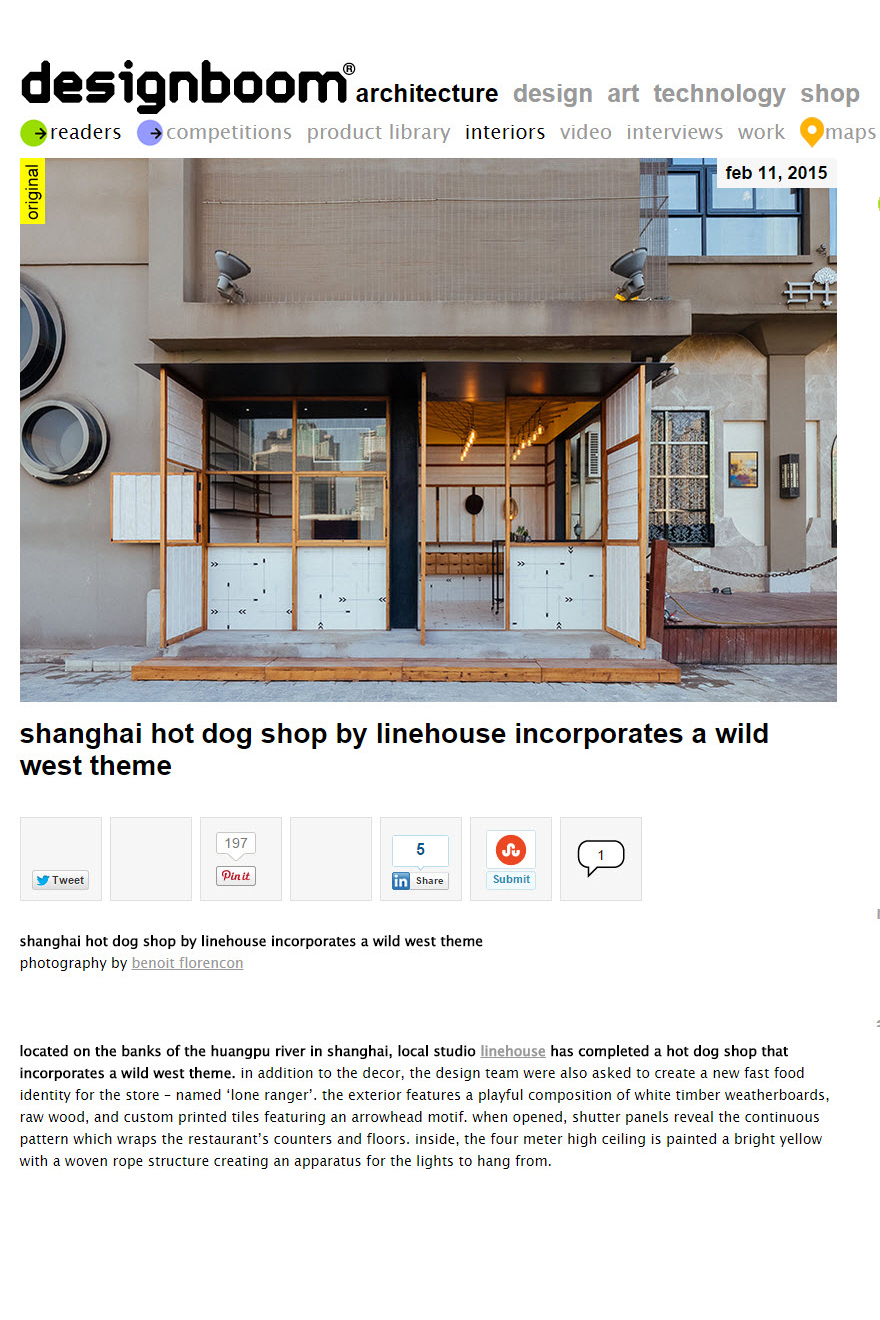 designboom®
architecture design art technology shop
readers competitions product library interiors video interviews work maps
original
feb 11, 2015
shanghai hot dog shop by linehouse incorporates a wild
west theme
Tweet
197
Pin it
5
in Share
Submit
1
shanghai hot dog shop by linehouse incorporates a wild west theme
photography by benoit florencon
located on the banks of the huangpu river in shanghai, local studio linehouse has completed a hot dog shop that
incorporates a wild west theme. in addition to the decor, the design team were also asked to create a new fast food
identity for the store – named ‘lone ranger’. the exterior features a playful composition of white timber weatherboards,
raw wood, and custom printed tiles featuring an arrowhead motif. when opened, shutter panels reveal the continuous
pattern which wraps the restaurant’s counters and floors. inside, the four meter high ceiling is painted a bright yellow
with a woven rope structure creating an apparatus for the lights to hang from.